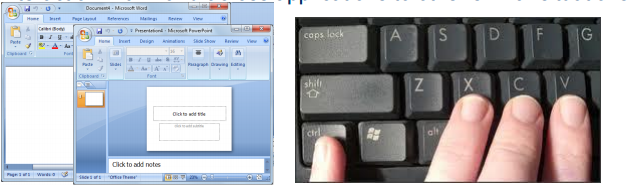 Document4 - Microsoft Word
Home Insert Page Layout References Mailings Review View
Calibri (Body)
Paste
Clipboard
Presentation4 - Microsoft PowerPoint
Home Insert Design Animations Slide Show Review View
Paste Slides Paragraph Drawing Editing
Clipboard Font
Click to add title
Click to add subtitle
Click to add notes
Page: 1 of 1 Words: 0
Slide 1 of 1 "Office Theme"
caps lock A S D F G
shift Z X C V
ctrl alt